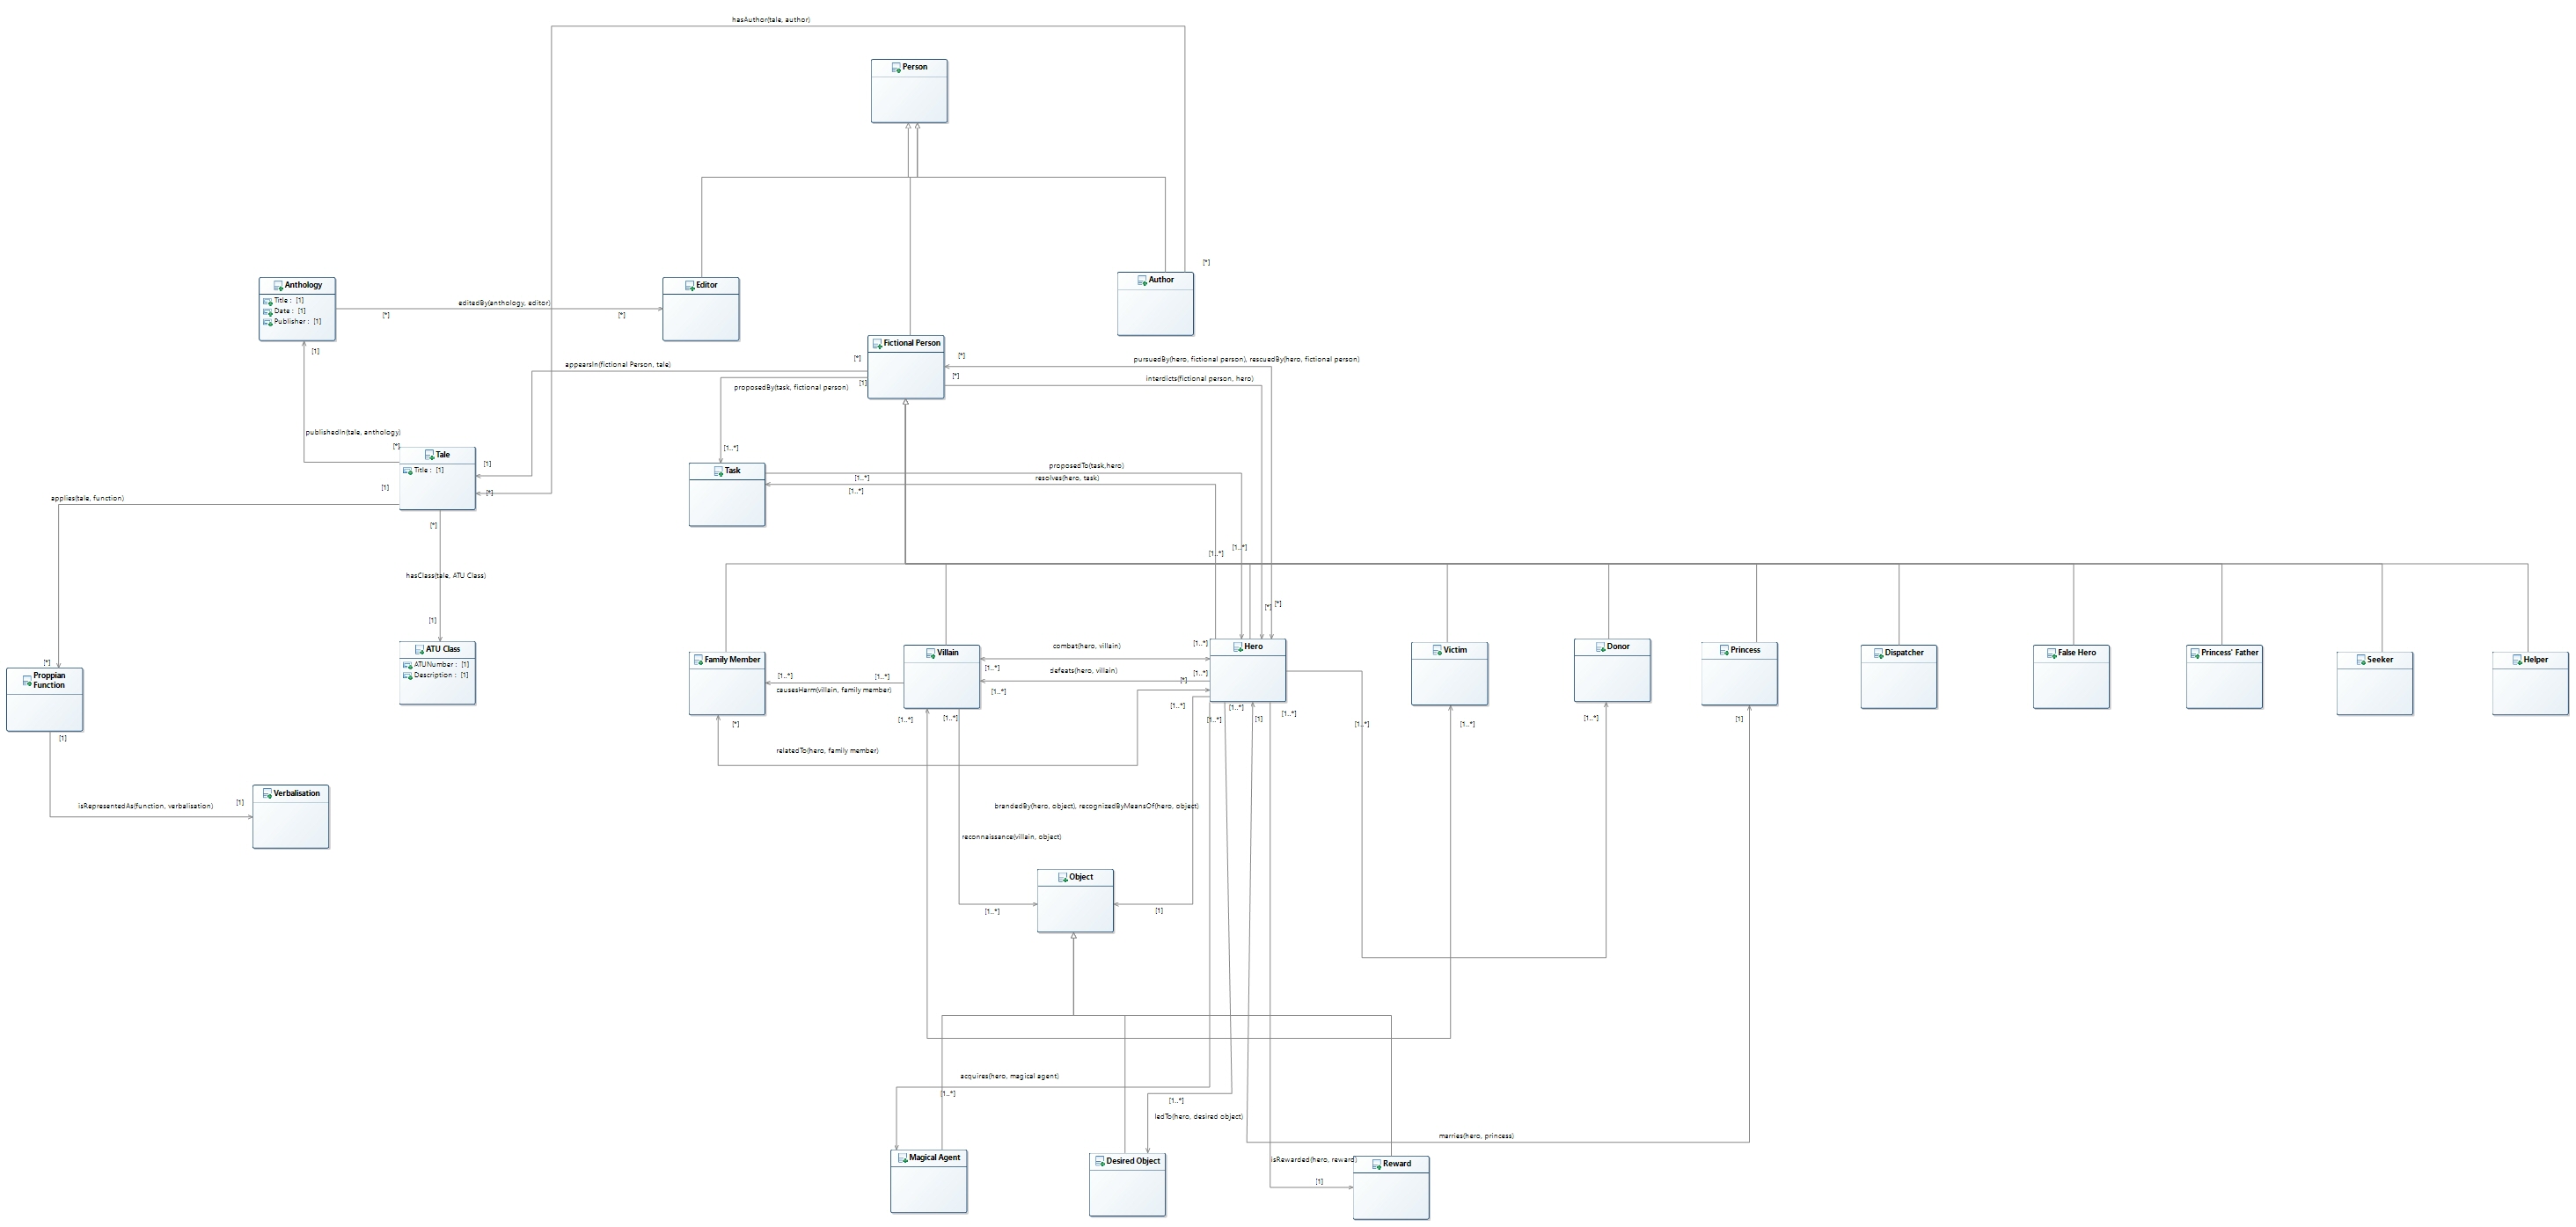 hasAuthor(tale, author)
Person
[*]
Anthology
Title : [1]
Date : [1]
Publisher : [1]
Editor
Author
editedBy(anthology, editor)
[*]
[*]
[1]
Fictional Person
[*]
[*]
pursuedBy(hero, fictional person), rescuedBy(hero, fictional person)
appearsIn(fictional Person, tale)
[*]
interdicts(fictional person, hero)
proposedBy(task, fictional person)
[1]
publishedIn(tale, anthology)
[*]
[1..*]
Tale
Title : [1]
[1]
[1]
[*]
Task
proposedTo(task,hero)
[1..*]
resolves(hero, task)
[1..*]
applies(tale, function)
[*]
[1..*]
[1..*]
hasClass(tale, ATU Class)
[*]
[*]
[1]
ATU Class
ATUNumber : [1]
Description : [1]
[*]
Proppian
Function
[1]
Family Member
Villain
Hero
Victim
Donor
Princess
Dispatcher
False Hero
Princess' Father
Seeker
Helper
combat(hero, villain)
[1..*]
[1..*]
defeats(hero, villain)
[1..*]
[1..*]
[*]
[1..*]
[1..*]
causesHarm(villain, family member)
[*]
[1..*]
[1..*]
[1..*]
[1..*]
[1..*]
[1]
[1..*]
[1..*]
[1..*]
[1..*]
[1]
relatedTo(hero, family member)
Verbalisation
isRepresentedAs(function, verbalisation)
[1]
brandedBy(hero, object), recognizedByMeansOf(hero, object)
reconnaissance(villain, object)
Object
[1..*]
[1]
acquires(hero, magical agent)
[1..*]
[1..*]
ledTo(hero, desired object)
marries(hero, princess)
Magical Agent
Desired Object
isRewarded(hero, reward)
Reward
[1]